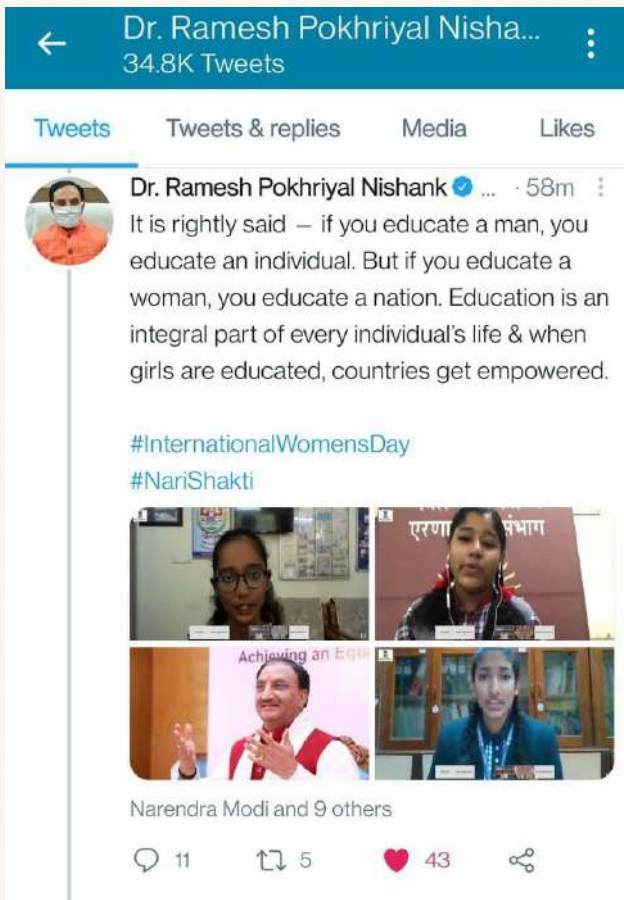 Dr. Ramesh Pokhriyal Nisha...
34.8K Tweets
Tweets
Tweets & replies
Media
Likes
Dr. Ramesh Pokhriyal Nishank ... · 58m
It is rightly said – if you educate a man, you
educate an individual. But if you educate a
woman, you educate a nation. Education is an
integral part of every individual's life & when
girls are educated, countries get empowered.
#InternationalWomensDay
#NariShakti
संभाग
Achieving an Equ
Narendra Modi and 9 others
11
5
43